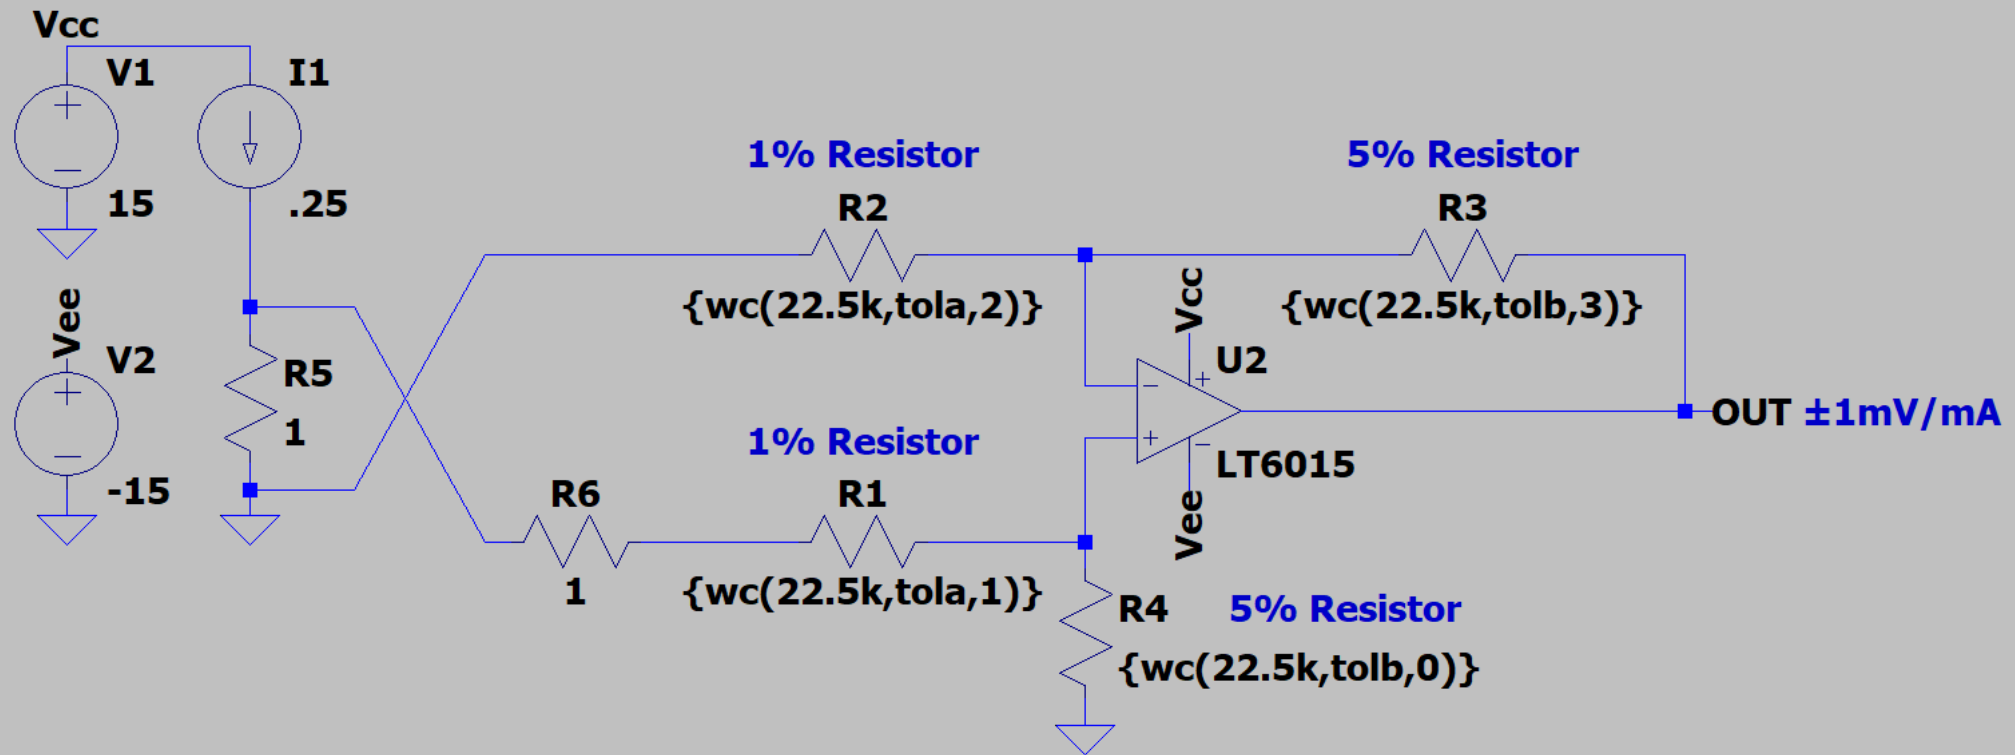 Vcc
V1
I1
15
.25
Vee
V2
-15
R5
1
1% Resistor
R2
{wc(22.5k,tola,2)}
5% Resistor
R3
{wc(22.5k,tolb,3)}
Vcc
U2
LT6015
Vee
OUT ±1mV/mA
R6
1
1% Resistor
R1
{wc(22.5k,tola,1)}
R4
5% Resistor
{wc(22.5k,tolb,0)}